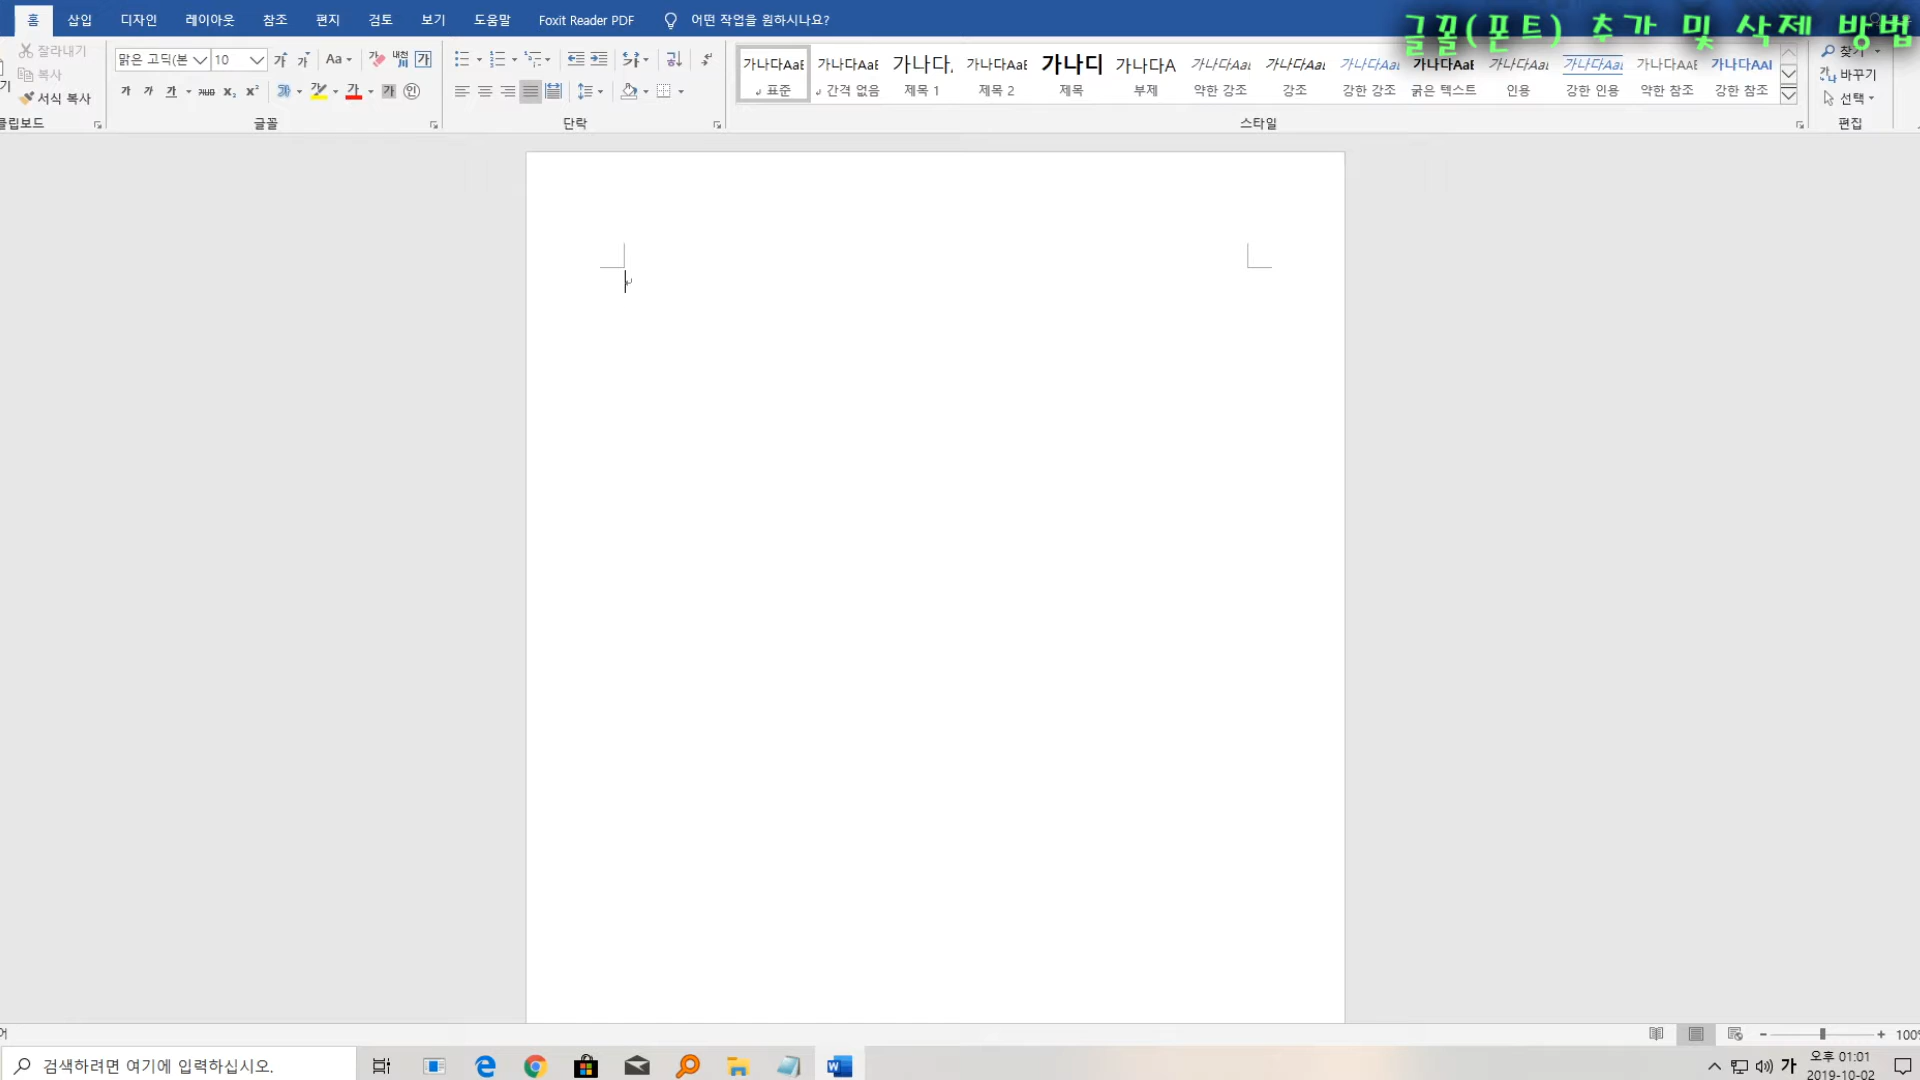 홈 삽입 디자인 레이아웃 참조 편지 검토 보기 도움말 Foxit Reader PDF 어떤 작업을 원하시나요?
글꼴(폰트) 추가 및 삭제 방법
잘라내기
복사
서식 복사
클립보드
맑은 고딕(본 10
Aa
글꼴
단락
가나다AaB 표준
가나다AaB 간격 없음
가나다, 제목 1
가나다AaB 제목 2
가나다 제목
가나다A 부제
가나다Aal 약한 강조
가나다Aal 강조
가나다Aal 강한 강조
가나다Aa 굵은 텍스트
가나다Aal 인용
가나다Aal 강한 인용
가나다AAB 약한 참조
가나다AAI 강한 참조
스타일
찾기
바꾸기
선택
편집
100%
검색하려면 여기에 입력하십시오.
가
오후 01:01
2019-10-02